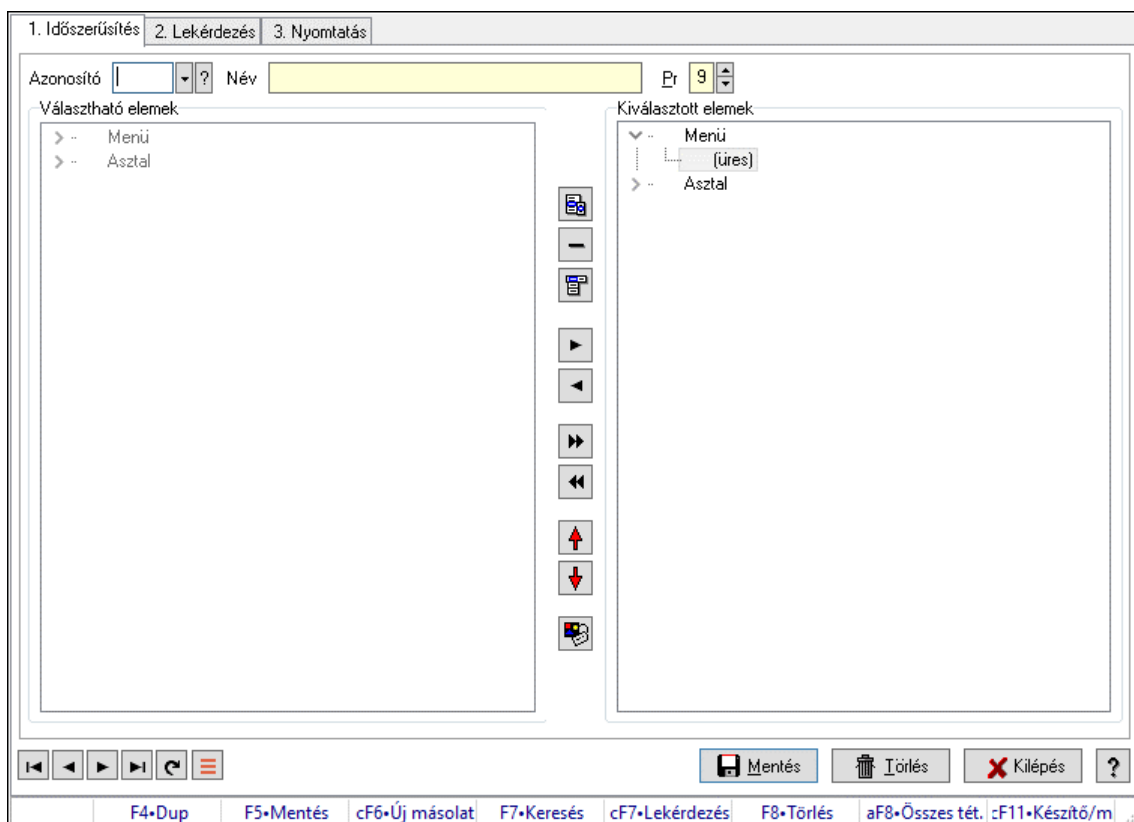 1. Időszerűsítés 2. Lekérdezés 3. Nyomtatás
Azonosító ? Név Pr 9
Választható elemek Kiválasztott elemek
Menü Menü
Asztal (üres)
Asztal
Mentés Törlés Kilépés ?
F4•Dup F5•Mentés cF6•Új másolat F7•Keresés cF7•Lekérdezés F8•Törlés aF8•Összes tét. cF11•Készítő/m